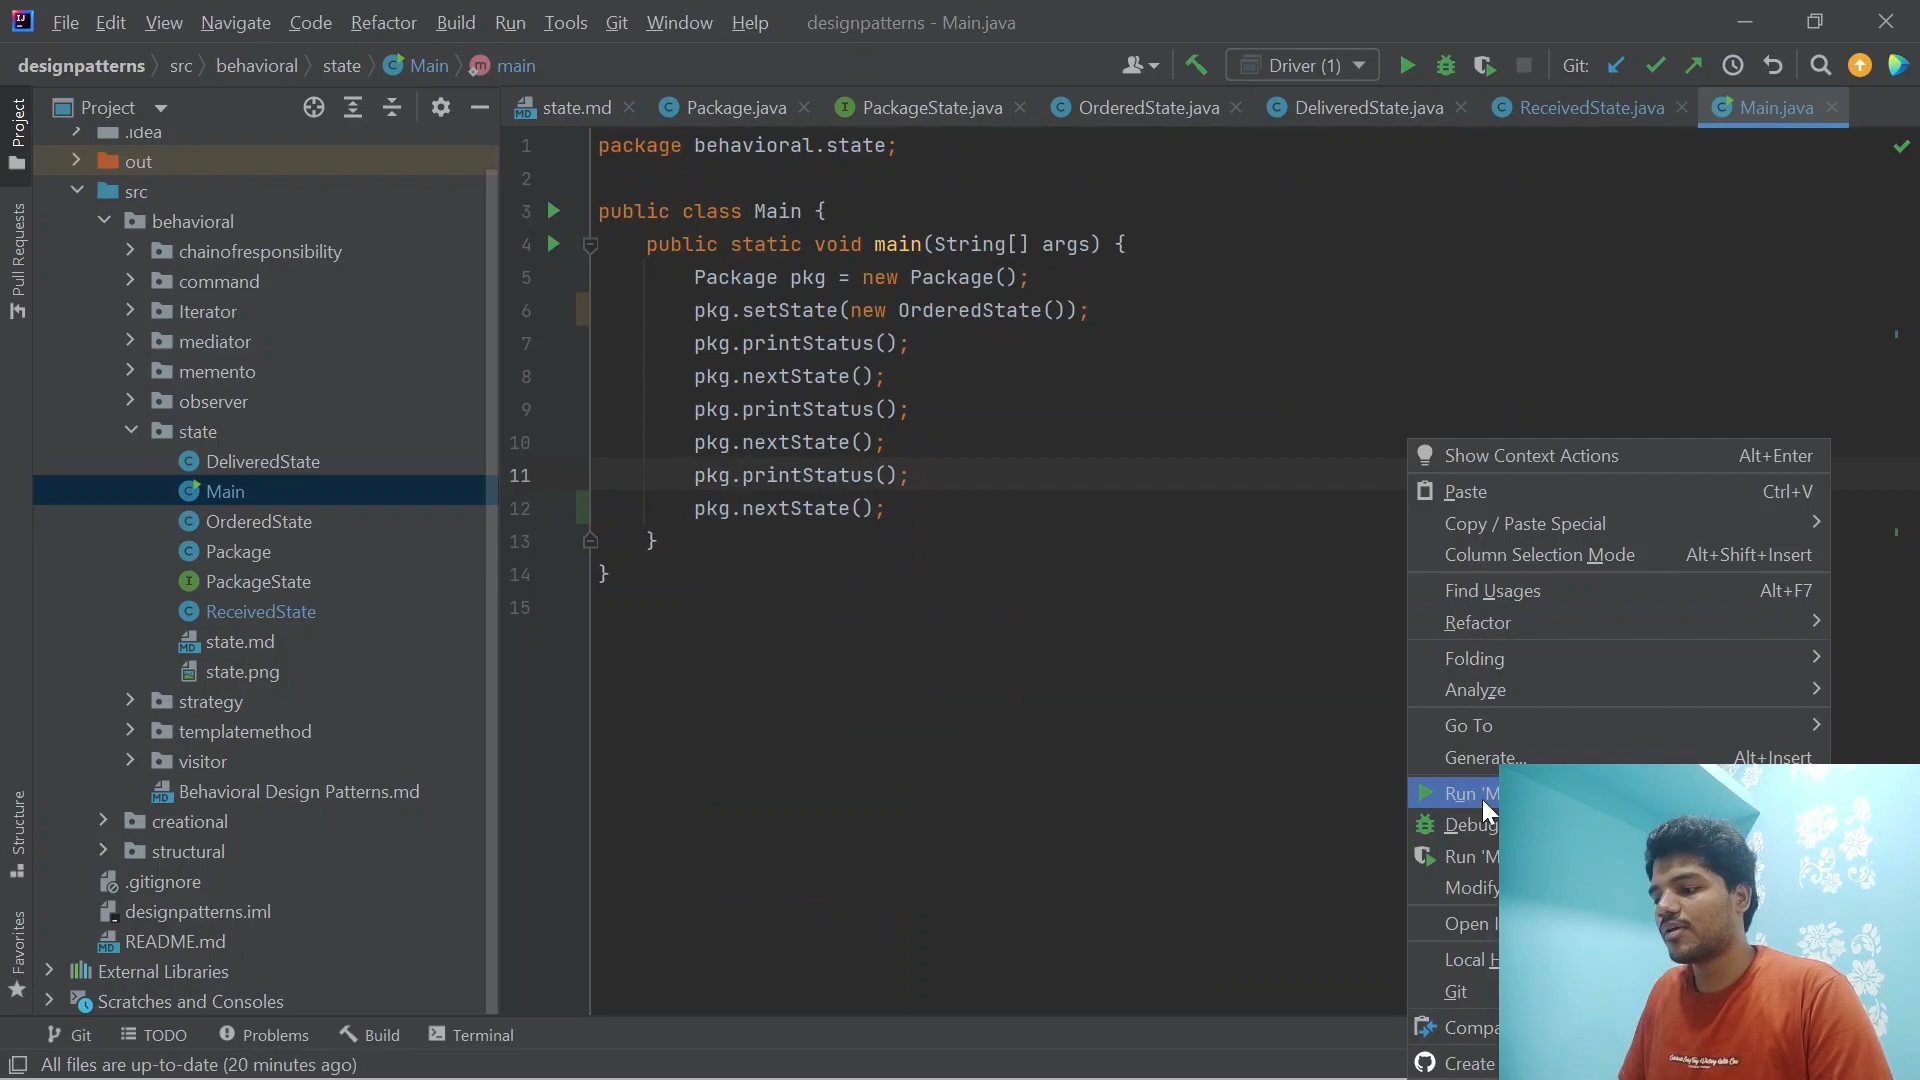 File Edit View Navigate Code Refactor Build Run Tools Git Window Help designpatterns - Main.java
designpatterns src behavioral state Main main Driver (1) Git:
Project
state.md Package.java PackageState.java OrderedState.java DeliveredState.java ReceivedState.java Main.java
Project
Pull Requests
Structure
Favorites
.idea
out
src
behavioral
chainofresponsibility
command
Iterator
mediator
memento
observer
state
DeliveredState
Main
OrderedState
Package
PackageState
ReceivedState
state.md
state.png
strategy
templatemethod
visitor
Behavioral Design Patterns.md
creational
structural
.gitignore
designpatterns.iml
README.md
External Libraries
Scratches and Consoles
1 package behavioral.state;
2
3 public class Main {
4 public static void main(String[] args) {
5 Package pkg = new Package();
6 pkg.setState(new OrderedState());
7 pkg.printStatus();
8 pkg.nextState();
9 pkg.printStatus();
10 pkg.nextState();
11 pkg.printStatus();
12 pkg.nextState();
13 }
14 }
15
Show Context Actions Alt+Enter
Paste Ctrl+V
Copy / Paste Special
Column Selection Mode Alt+Shift+Insert
Find Usages Alt+F7
Refactor
Folding
Analyze
Go To
Generate... Alt+Insert
Run 'M
Debug
Run 'M
Modify
Open I
Local H
Git
Compa
Create
Git TODO Problems Build Terminal
All files are up-to-date (20 minutes ago)